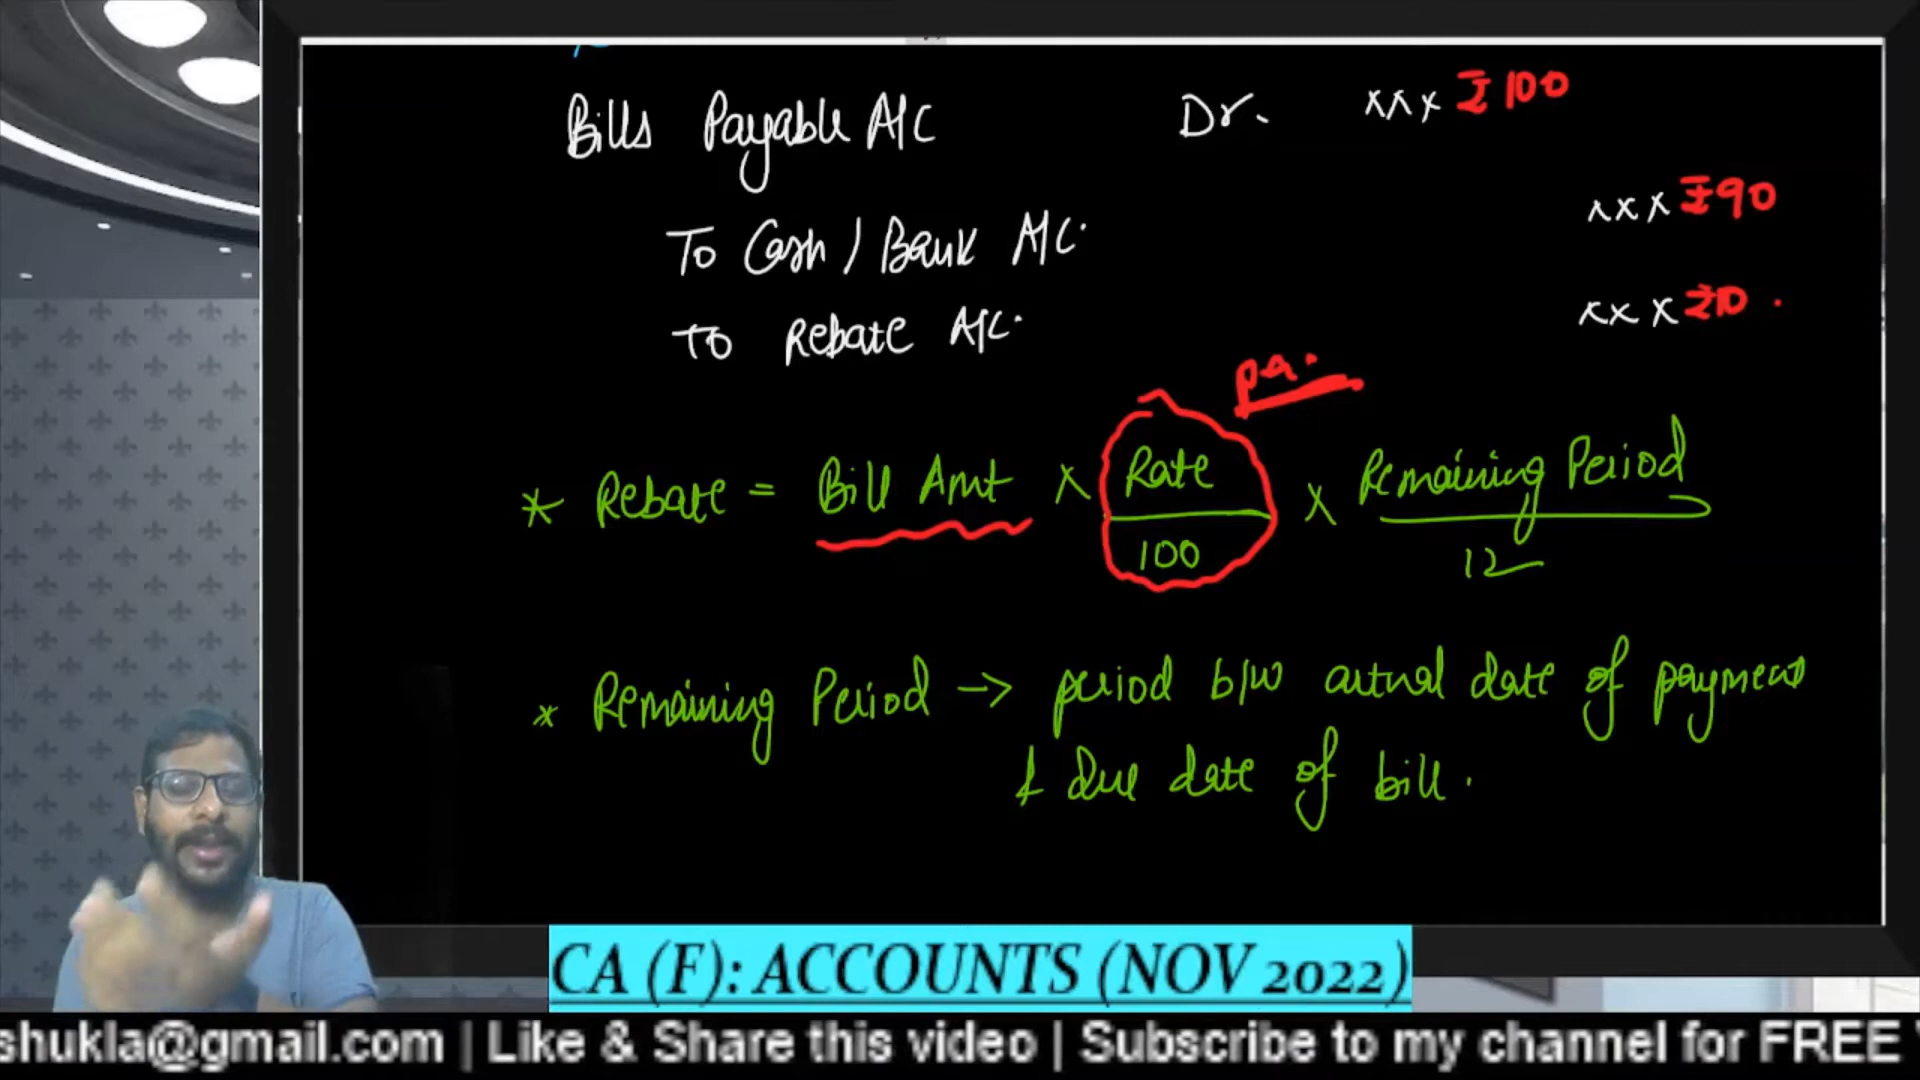 Bills Payable A/C Dr. xxx ₹100
To Cash / Bank A/C. xxx ₹90
To Rebate A/C. xxx ₹10.
p.a.
* Rebate = Bill Amt x Rate/100 x Remaining Period/12
* Remaining Period → period b/w actual date of payment
& Due date of bill.
CA (F): ACCOUNTS (NOV 2022)
shukla@gmail.com | Like & Share this video | Subscribe to my channel for FREE